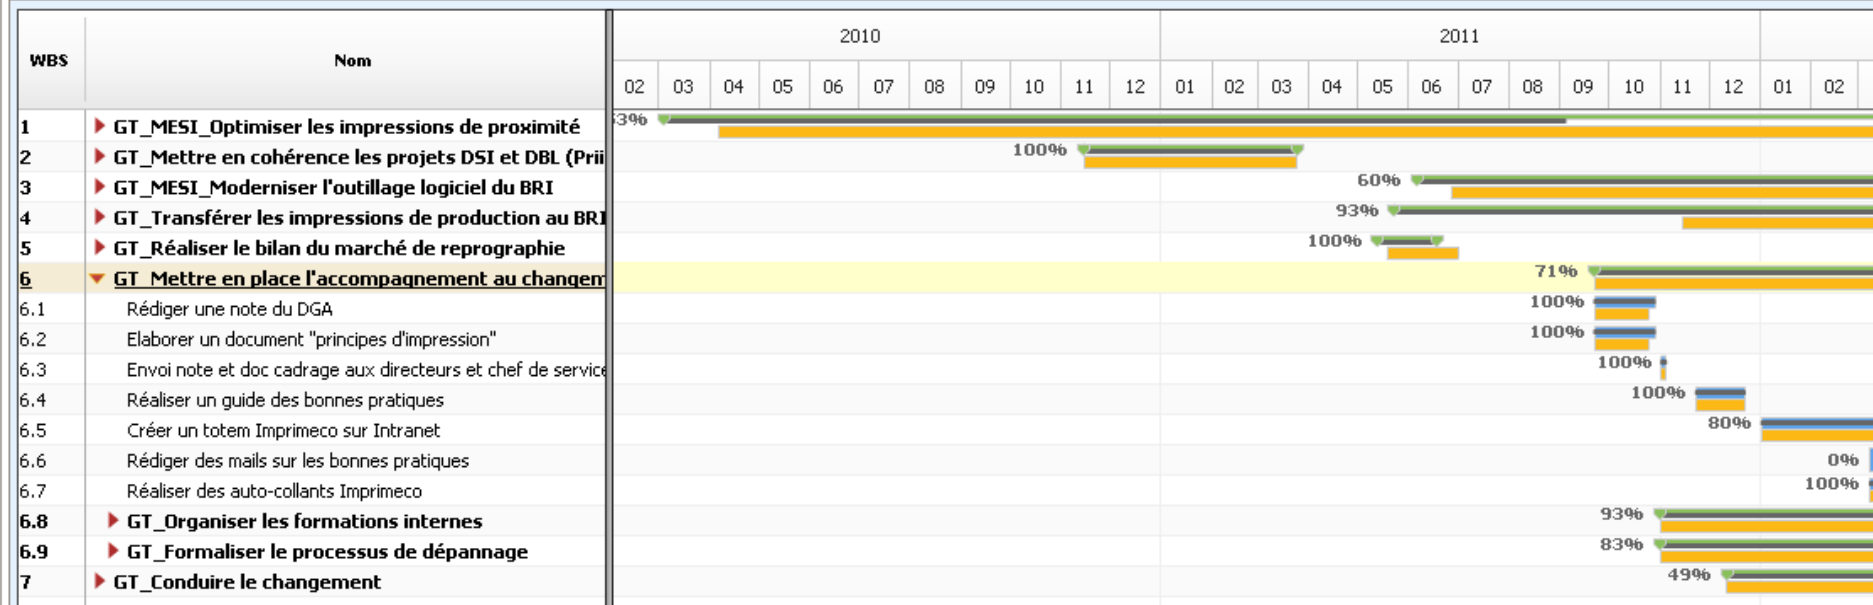 WBS Nom 2010 2011
02 03 04 05 06 07 08 09 10 11 12 01 02 03 04 05 06 07 08 09 10 11 12 01 02
1 GT_MESI_Optimiser les impressions de proximité 3%
2 GT_Mettre en cohérence les projets DSI et DBL (Prii 100%
3 GT_MESI_Moderniser l'outillage logiciel du BRI 60%
4 GT_Transférer les impressions de production au BRI 93%
5 GT_Réaliser le bilan du marché de reprographie 100%
6 GT_Mettre en place l'accompagnement au changem 71%
6.1 Rédiger une note du DGA 100%
6.2 Elaborer un document "principes d'impression" 100%
6.3 Envoi note et doc cadrage aux directeurs et chef de service 100%
6.4 Réaliser un guide des bonnes pratiques 100%
6.5 Créer un totem Imprimeco sur Intranet 80%
6.6 Rédiger des mails sur les bonnes pratiques 0%
6.7 Réaliser des auto-collants Imprimeco 100%
6.8 GT_Organiser les formations internes 93%
6.9 GT_Formaliser le processus de dépannage 83%
7 GT_Conduire le changement 49%